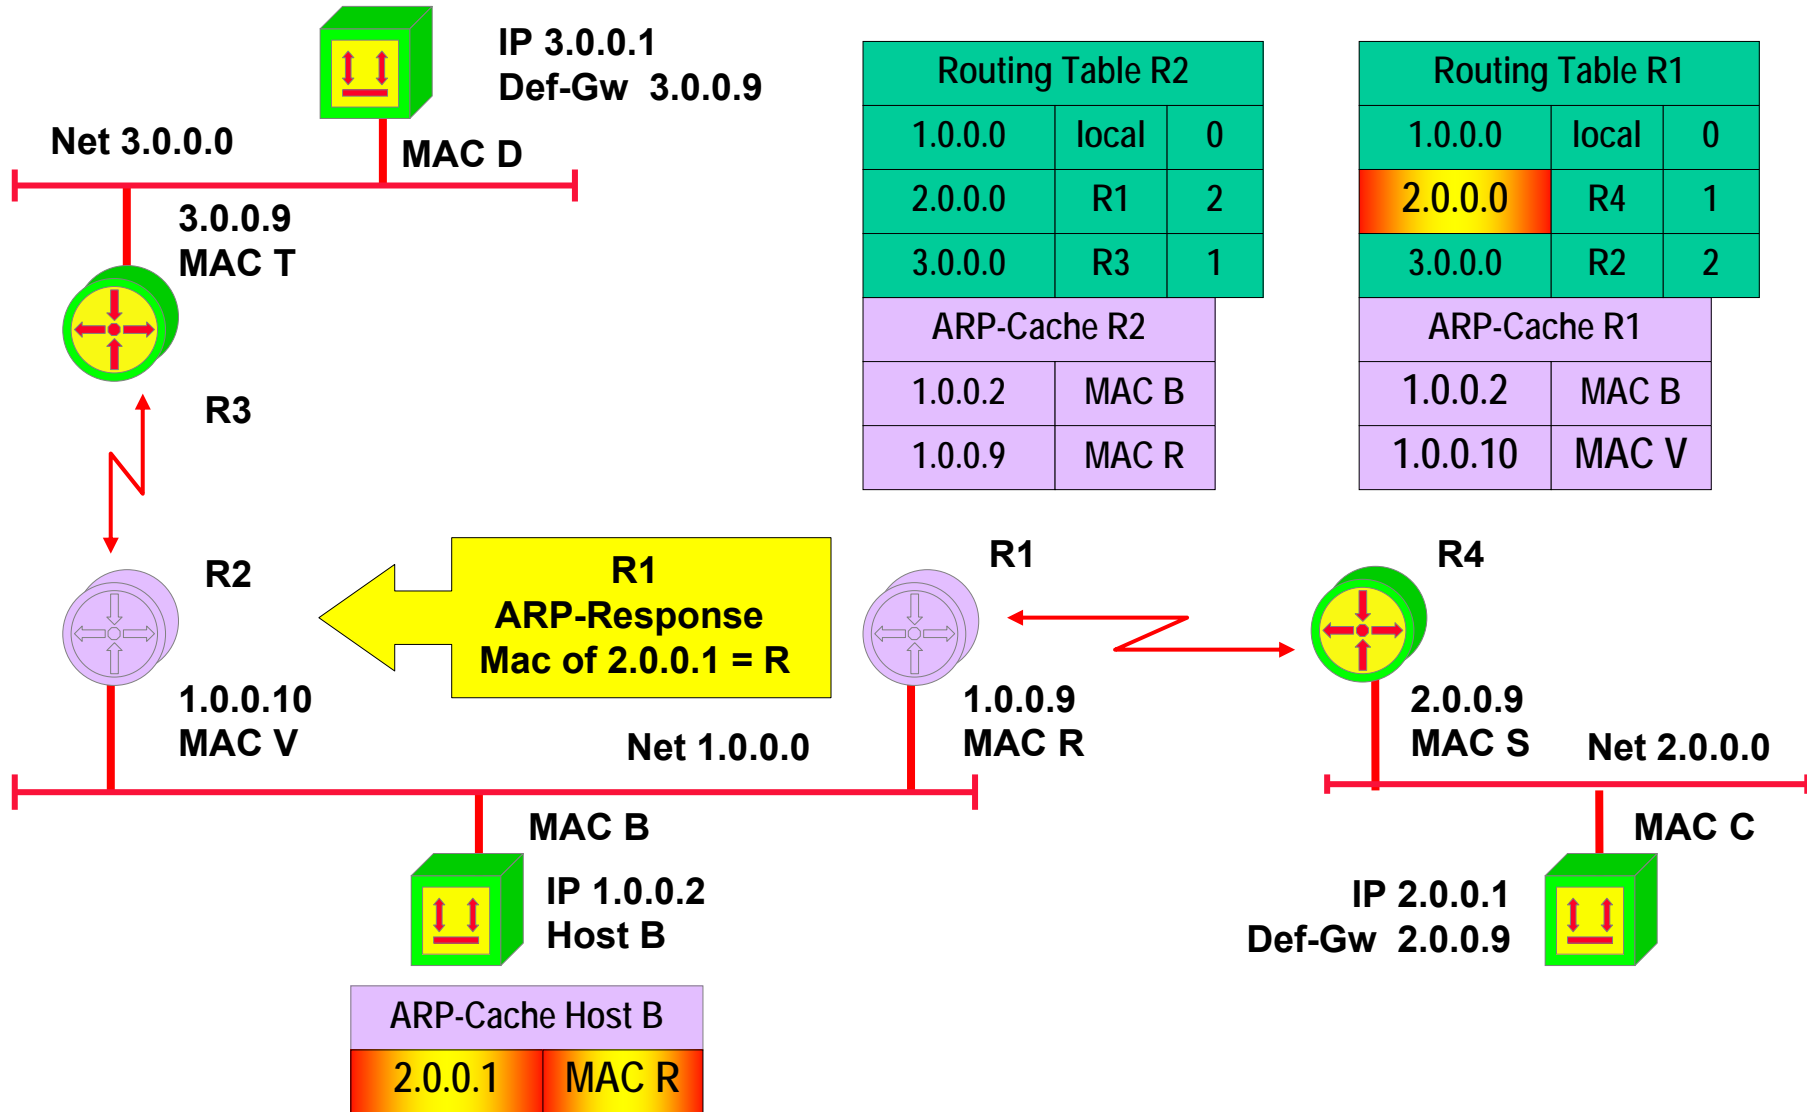 IP 3.0.0.1
Def-Gw 3.0.0.9
Net 3.0.0.0
MAC D
3.0.0.9
MAC T
R3
Routing Table R2
1.0.0.0 local 0
2.0.0.0 R1 2
3.0.0.0 R3 1
ARP-Cache R2
1.0.0.2 MAC B
1.0.0.9 MAC R
Routing Table R1
1.0.0.0 local 0
2.0.0.0 R4 1
3.0.0.0 R2 2
ARP-Cache R1
1.0.0.2 MAC B
1.0.0.10 MAC V
R2
R1
ARP-Response
Mac of 2.0.0.1 = R
R1
R4
1.0.0.10
MAC V
Net 1.0.0.0
1.0.0.9
MAC R
2.0.0.9
MAC S
Net 2.0.0.0
MAC B
MAC C
IP 1.0.0.2
Host B
IP 2.0.0.1
Def-Gw 2.0.0.9
ARP-Cache Host B
2.0.0.1 MAC R